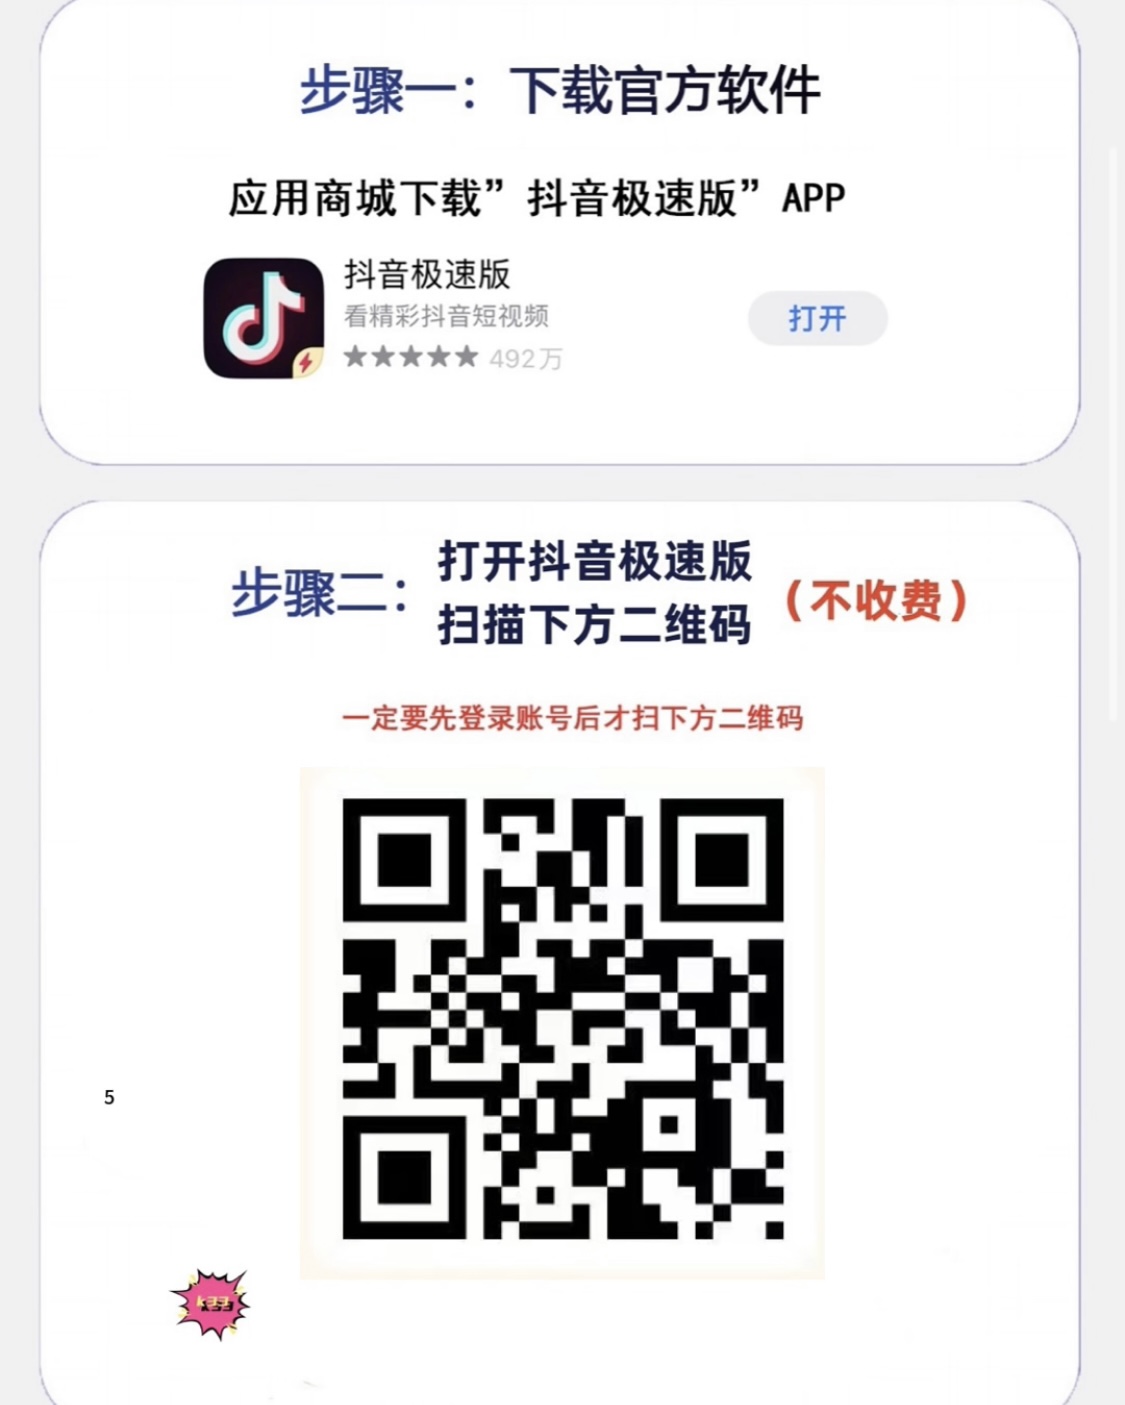 步骤一：下载官方软件
应用商城下载”抖音极速版”APP
抖音极速版
看精彩抖音短视频
★★★★★ 492万
打开
步骤二：
打开抖音极速版
扫描下方二维码
（不收费）
一定要先登录账号后才扫下方二维码
5
k33